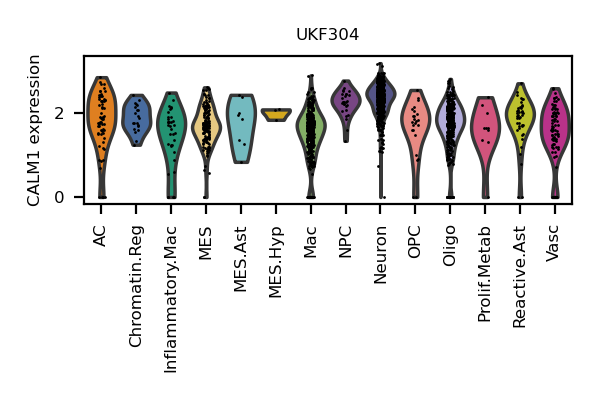 UKF304
CALM1 expression
2
0
AC
Chromatin.Reg
Inflammatory.Mac
MES
MES.Ast
MES.Hyp
Mac
NPC
Neuron
OPC
Oligo
Prolif.Metab
Reactive.Ast
Vasc